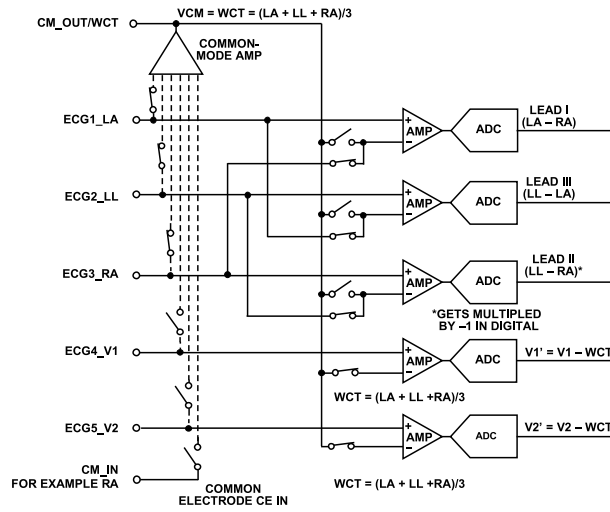 CM_OUT/WCT
VCM = WCT = (LA + LL + RA)/3
COMMON-
MODE AMP
ECG1_LA
+
AMP
–
ADC
LEAD I
(LA – RA)
ECG2_LL
+
AMP
–
ADC
LEAD III
(LL – LA)
ECG3_RA
+
AMP
–
ADC
LEAD II
(LL – RA)*
*GETS MULTIPLED
BY –1 IN DIGITAL
ECG4_V1
+
AMP
–
ADC
V1' = V1 – WCT
WCT = (LA + LL +RA)/3
ECG5_V2
+
AMP
–
ADC
V2' = V2 – WCT
CM_IN
FOR EXAMPLE RA
COMMON
ELECTRODE CE IN
WCT = (LA + LL +RA)/3